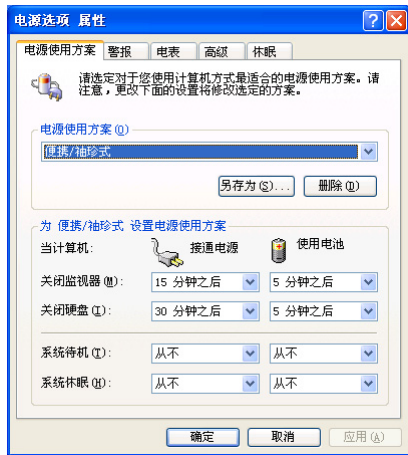 电源选项 属性
电源使用方案 警报 电表 高级 休眠
请选定对于您使用计算机方式最适合的电源使用方案。请
注意，更改下面的设置将修改选定的方案。
电源使用方案(O)
便携/袖珍式
另存为(S)... 删除(D)
为 便携/袖珍式 设置电源使用方案
当计算机: 接通电源 使用电池
关闭监视器(M): 15 分钟之后 5 分钟之后
关闭硬盘(I): 30 分钟之后 5 分钟之后
系统待机(T): 从不 从不
系统休眠(H): 从不 从不
确定 取消 应用(A)